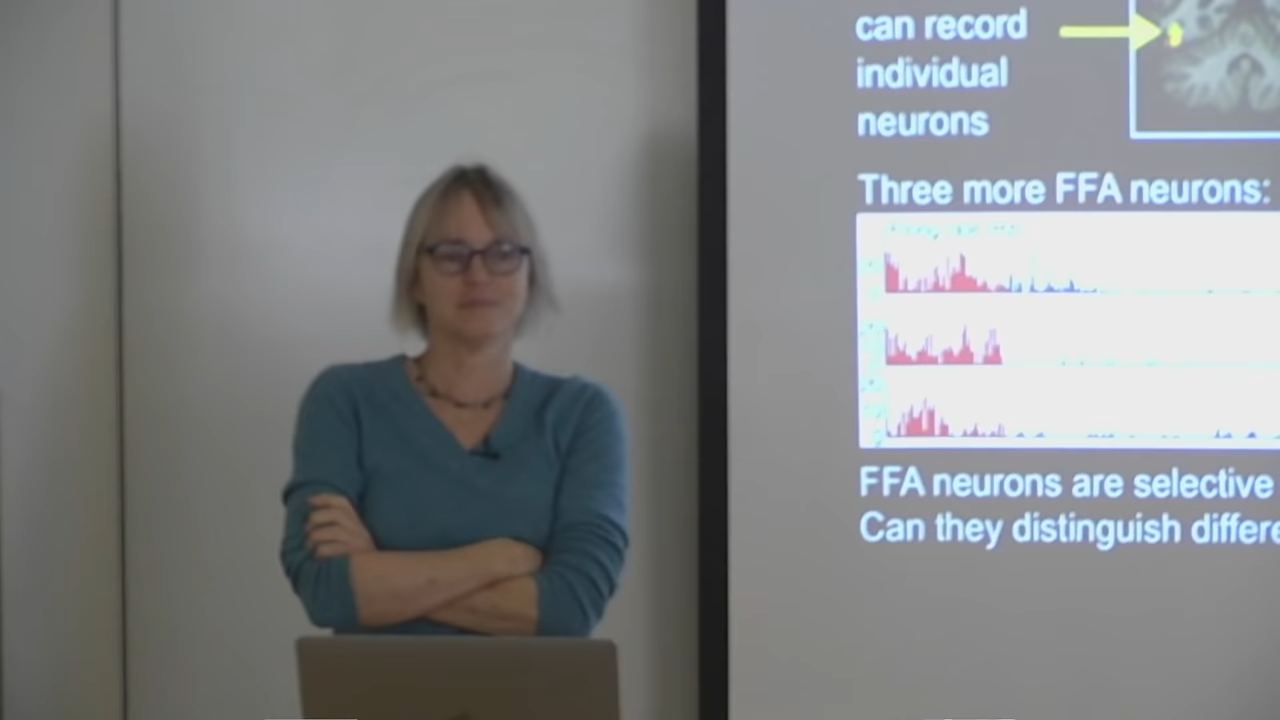 can record
individual
neurons
Three more FFA neurons:
FFA neurons are selective
Can they distinguish differe